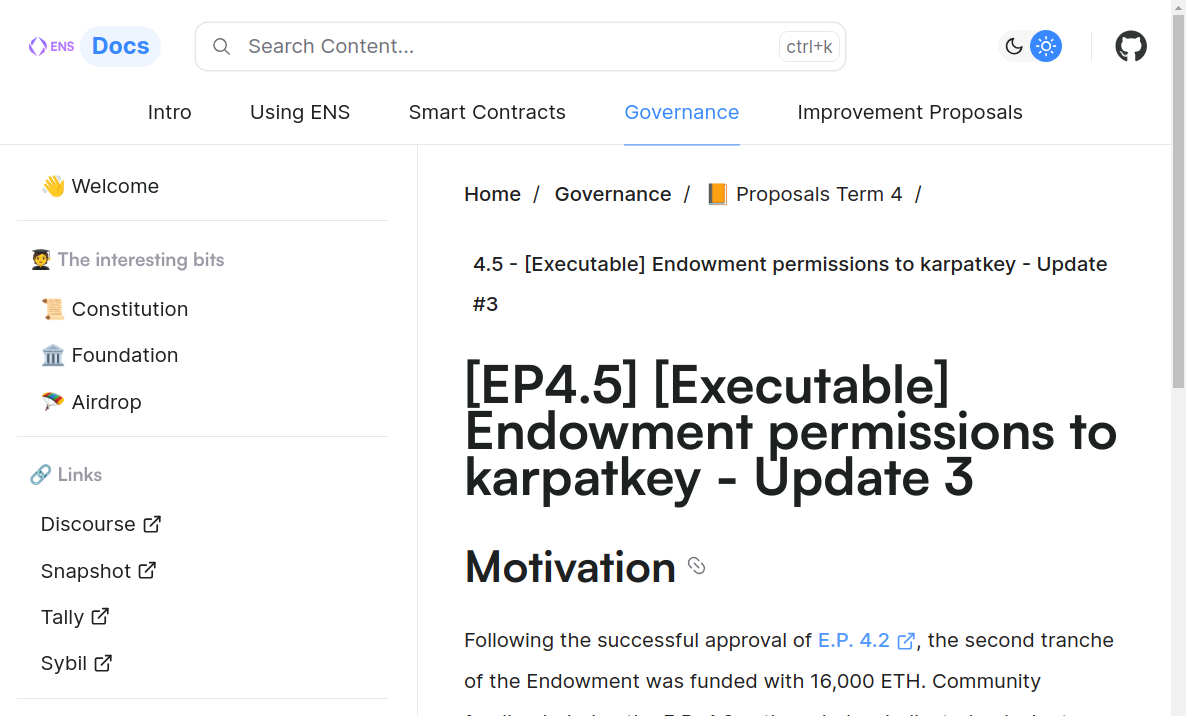 ENS Docs
Search Content...
ctrl+k
Intro
Using ENS
Smart Contracts
Governance
Improvement Proposals
👋 Welcome
🧑‍🎓 The interesting bits
📜 Constitution
🏛️ Foundation
🪂 Airdrop
🔗 Links
Discourse
Snapshot
Tally
Sybil
Home / Governance / 📙 Proposals Term 4 /
4.5 - [Executable] Endowment permissions to karpatkey - Update
#3
[EP4.5] [Executable]
Endowment permissions to
karpatkey - Update 3
Motivation
Following the successful approval of E.P. 4.2, the second tranche
of the Endowment was funded with 16,000 ETH. Community